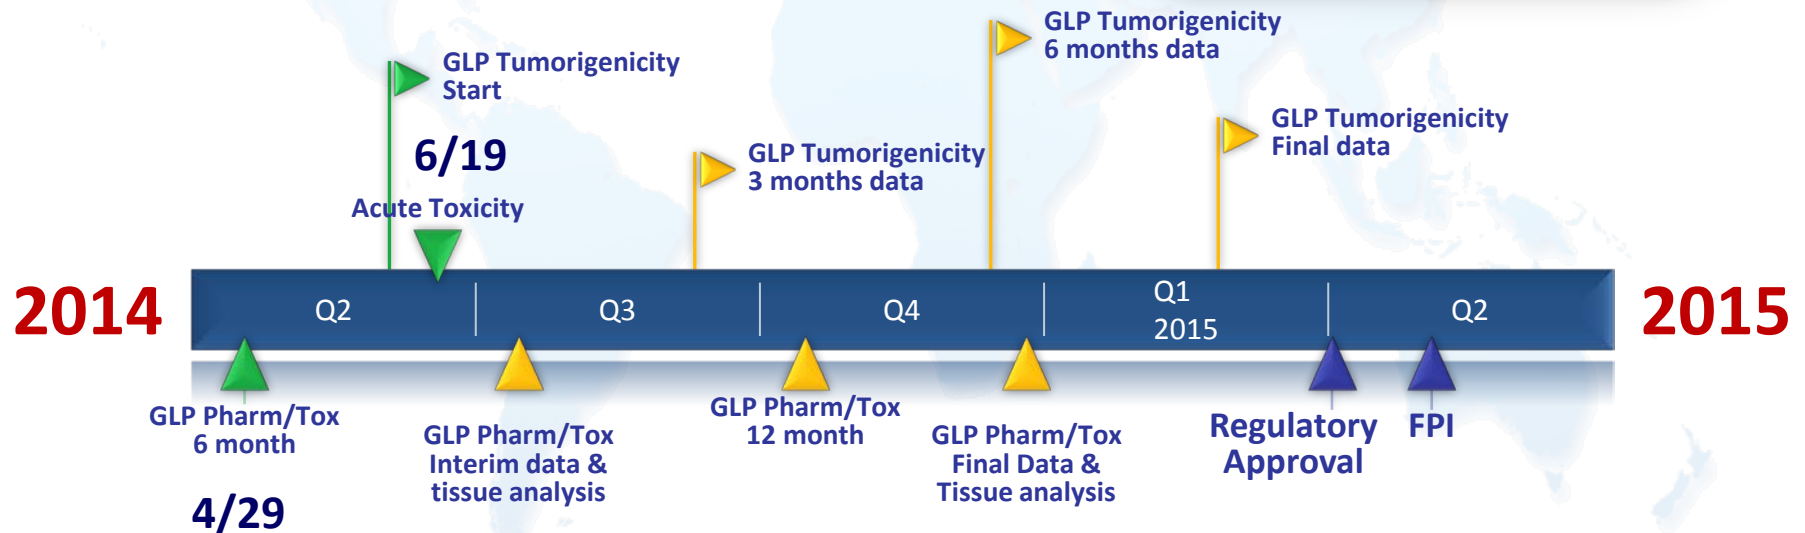 GLP Tumorigenicity
6 months data
GLP Tumorigenicity
Start
6/19
Acute Toxicity
GLP Tumorigenicity
3 months data
GLP Tumorigenicity
Final data
2014
Q2
Q3
Q4
Q1
2015
Q2
2015
GLP Pharm/Tox
6 month
4/29
GLP Pharm/Tox
Interim data &
tissue analysis
GLP Pharm/Tox
12 month
GLP Pharm/Tox
Final Data &
Tissue analysis
Regulatory
Approval
FPI